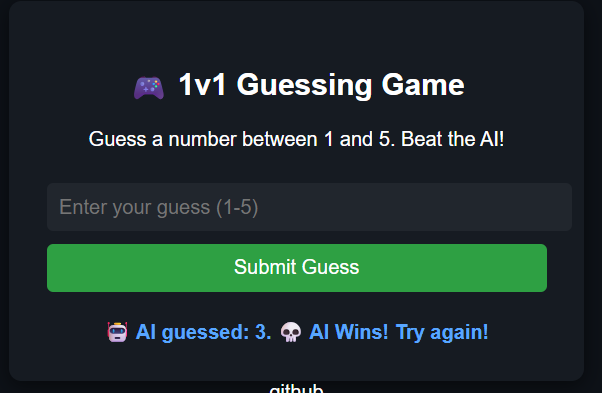 🎮 1v1 Guessing Game
Guess a number between 1 and 5. Beat the AI!
Enter your guess (1-5)
Submit Guess
🤖 AI guessed: 3. 💀 AI Wins! Try again!
github